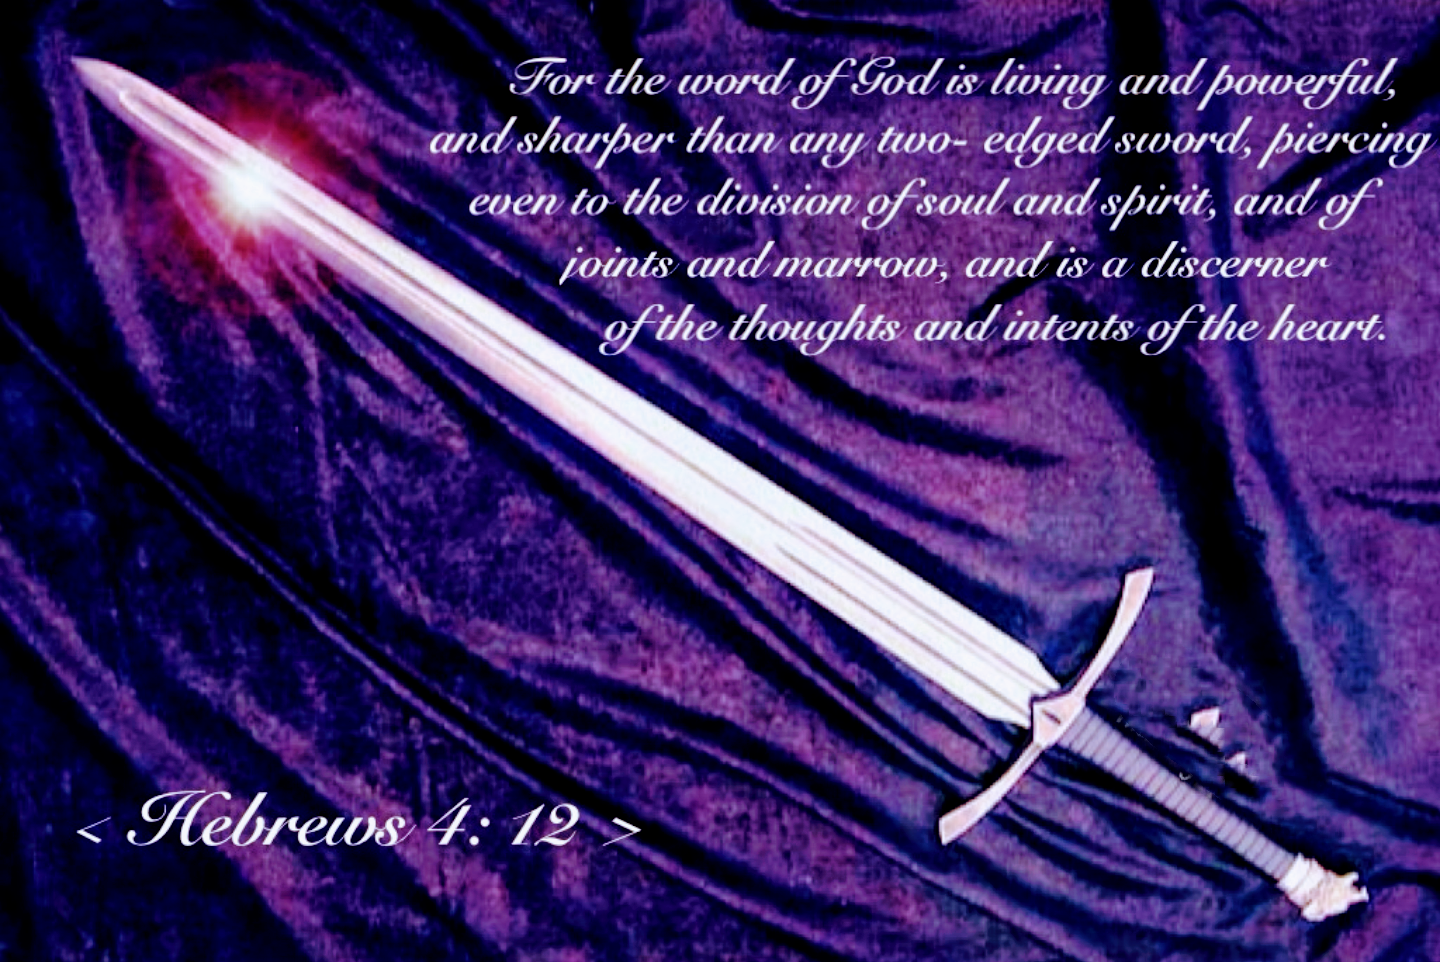 For the word of God is living and powerful,
and sharper than any two- edged sword, piercing
even to the division of soul and spirit, and of
joints and marrow, and is a discerner
of the thoughts and intents of the heart.
< Hebrews 4: 12 >